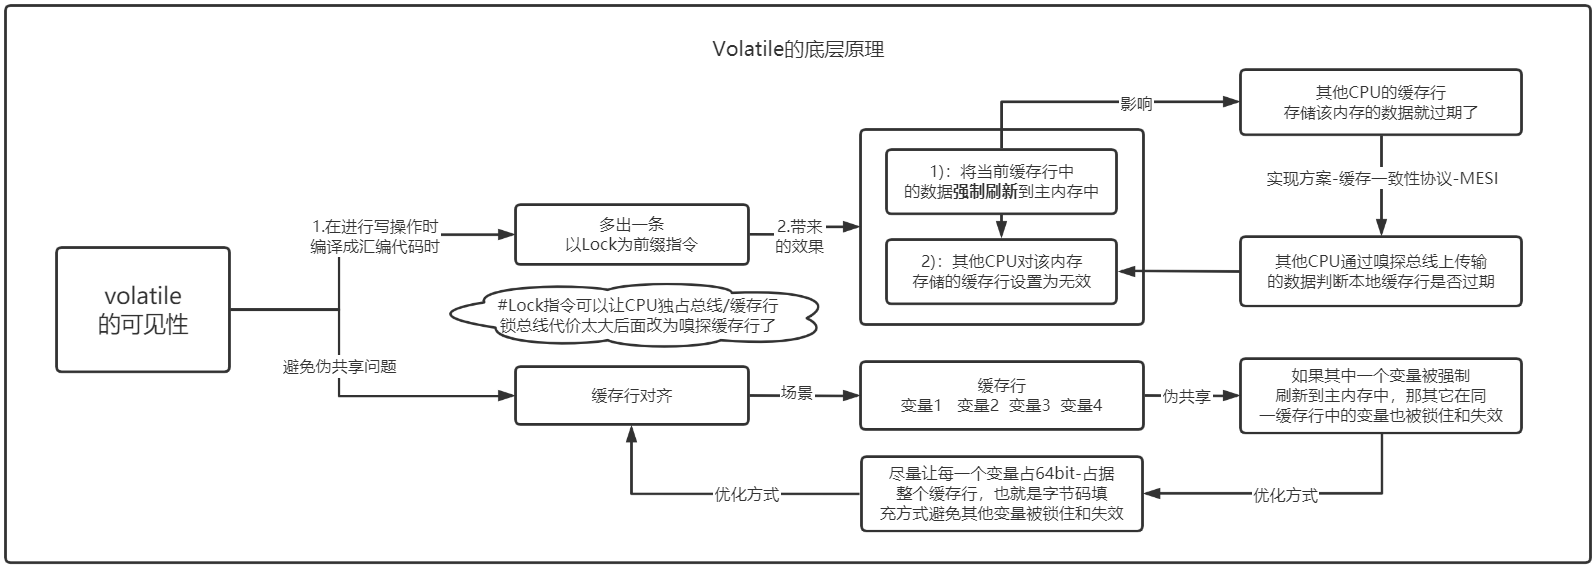 Volatile的底层原理
volatile
的可见性
1.在进行写操作时
编译成汇编代码时
多出一条
以Lock为前缀指令
2.带来
的效果
1)：将当前缓存行中
的数据强制刷新到主内存中
2)：其他CPU对该内存
存储的缓存行设置为无效
影响
其他CPU的缓存行
存储该内存的数据就过期了
实现方案-缓存一致性协议-MESI
其他CPU通过嗅探总线上传输
的数据判断本地缓存行是否过期
#Lock指令可以让CPU独占总线/缓存行
锁总线代价太大后面改为嗅探缓存行了
避免伪共享问题
缓存行对齐
场景
缓存行
变量1 变量2 变量3 变量4
伪共享
如果其中一个变量被强制
刷新到主内存中，那其它在同
一缓存行中的变量也被锁住和失效
优化方式
尽量让每一个变量占64bit-占据
整个缓存行，也就是字节码填
充方式避免其他变量被锁住和失效
优化方式